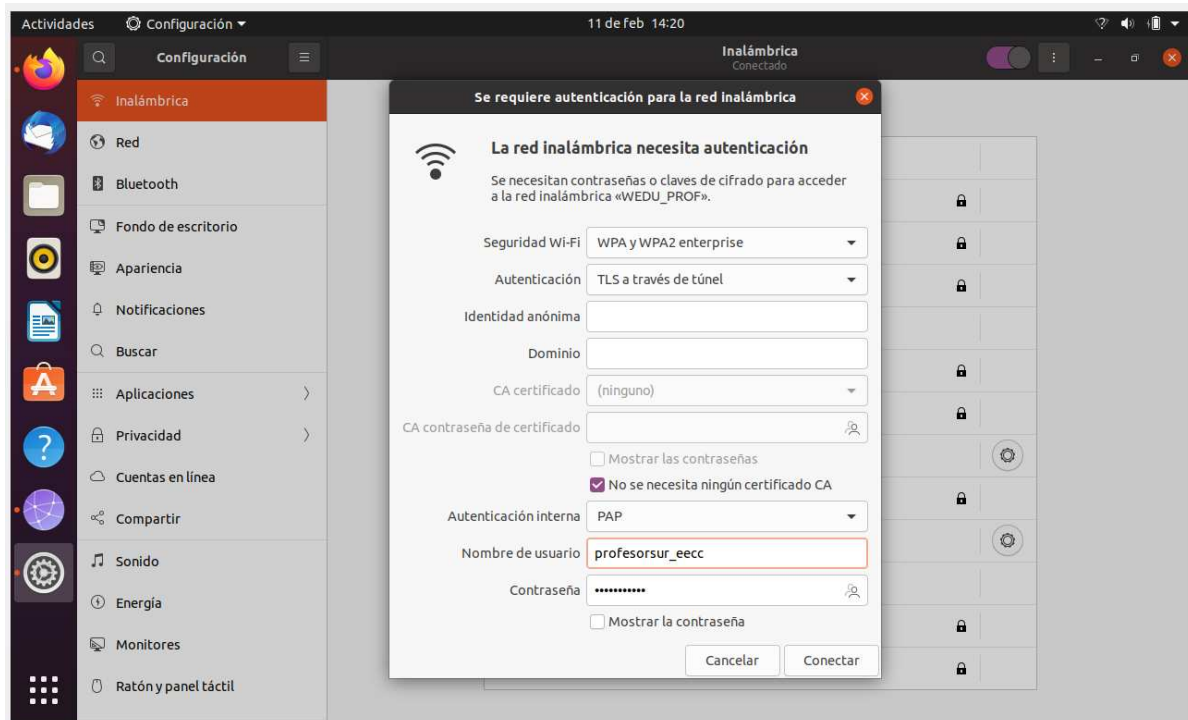 Actividades
Configuración
11 de feb 14:20
Configuración
Inalámbrica
Conectado
Inalámbrica
Red
Bluetooth
Fondo de escritorio
Apariencia
Notificaciones
Buscar
Aplicaciones
Privacidad
Cuentas en línea
Compartir
Sonido
Energía
Monitores
Ratón y panel táctil
Se requiere autenticación para la red inalámbrica
La red inalámbrica necesita autenticación
Se necesitan contraseñas o claves de cifrado para acceder
a la red inalámbrica «WEDU_PROF».
Seguridad Wi-Fi WPA y WPA2 enterprise
Autenticación TLS a través de túnel
Identidad anónima
Dominio
CA certificado (ninguno)
CA contraseña de certificado
Mostrar las contraseñas
No se necesita ningún certificado CA
Autenticación interna PAP
Nombre de usuario profesorsur_eecc
Contraseña •••••••••••
Mostrar la contraseña
Cancelar Conectar